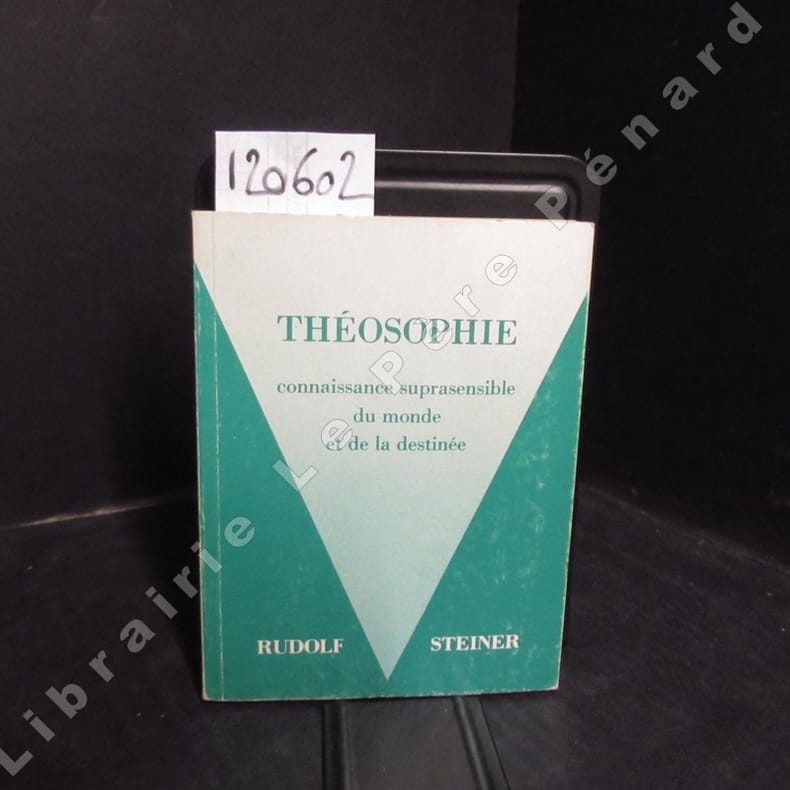 120602
THÉOSOPHIE
connaissance suprasensible
du monde
et de la destinée
RUDOLF STEINER
Librairie Le Père Pénard